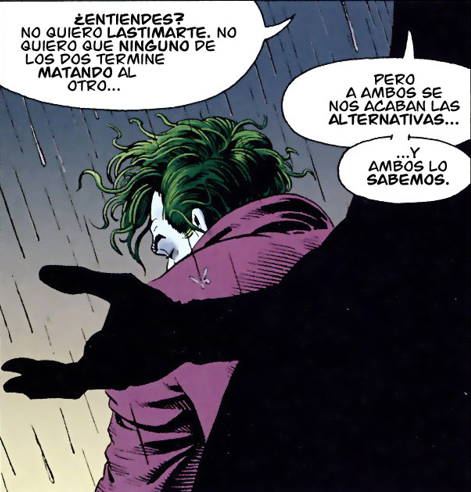 ¿ENTIENDES?
NO QUIERO LASTIMARTE. NO
QUIERO QUE NINGUNO DE
LOS DOS TERMINE
MATANDO AL
OTRO...
PERO
A AMBOS SE
NOS ACABAN LAS
ALTERNATIVAS...
...Y
AMBOS LO
SABEMOS.